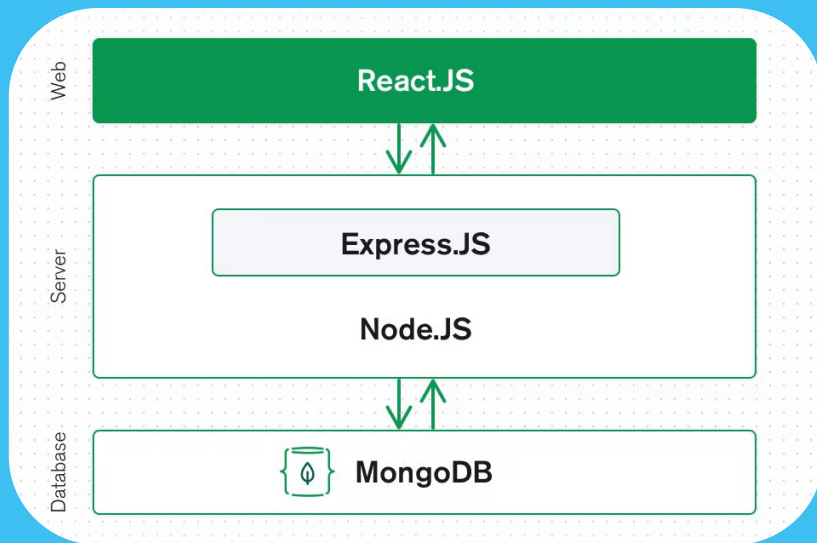 Web
React.JS
Server
Express.JS
Node.JS
Database
MongoDB